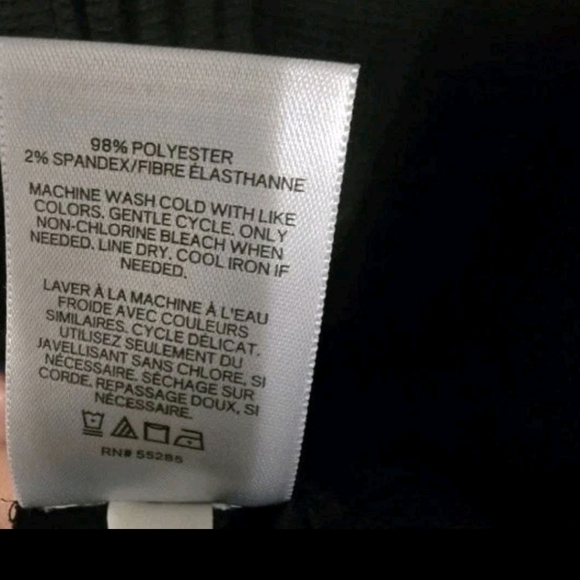 98% POLYESTER
2% SPANDEX/FIBRE ÉLASTHANNE
MACHINE WASH COLD WITH LIKE
COLORS. GENTLE CYCLE. ONLY
NON-CHLORINE BLEACH WHEN
NEEDED. LINE DRY. COOL IRON IF
NEEDED.
LAVER À LA MACHINE À L'EAU
FROIDE AVEC COULEURS
SIMILAIRES. CYCLE DÉLICAT.
UTILISEZ SEULEMENT DU
JAVELLISANT SANS CHLORE, SI
NÉCESSAIRE. SÉCHAGE SUR
CORDE. REPASSAGE DOUX, SI
NÉCESSAIRE.
RN# 55285